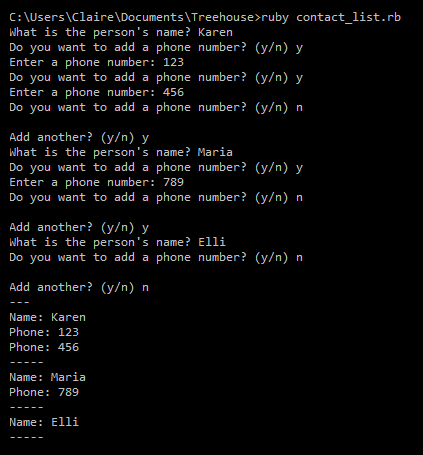 C:\Users\Claire\Documents\Treehouse>ruby contact_list.rb
What is the person's name? Karen
Do you want to add a phone number? (y/n) y
Enter a phone number: 123
Do you want to add a phone number? (y/n) y
Enter a phone number: 456
Do you want to add a phone number? (y/n) n
Add another? (y/n) y
What is the person's name? Maria
Do you want to add a phone number? (y/n) y
Enter a phone number: 789
Do you want to add a phone number? (y/n) n
Add another? (y/n) y
What is the person's name? Elli
Do you want to add a phone number? (y/n) n
Add another? (y/n) n
---
Name: Karen
Phone: 123
Phone: 456
-----
Name: Maria
Phone: 789
-----
Name: Elli
-----